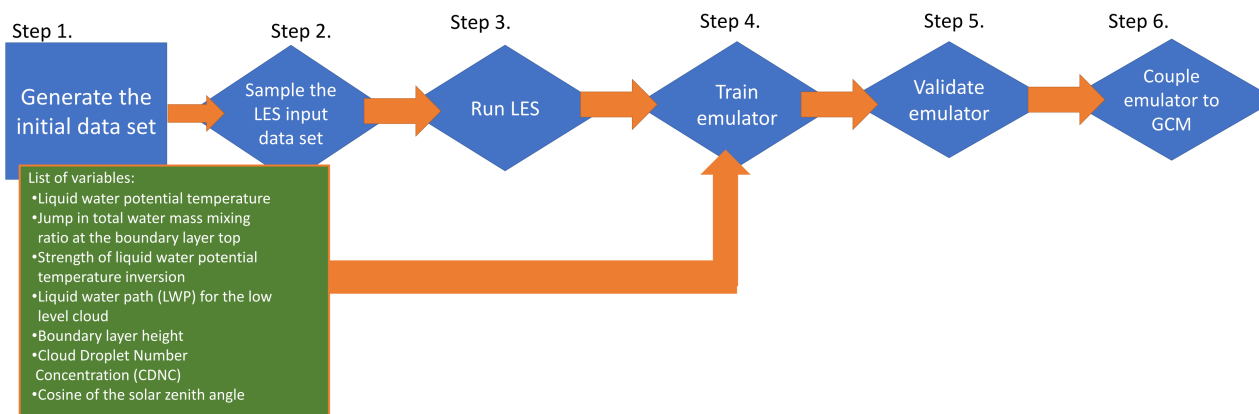 Step 1.
Generate the
initial data set
Step 2.
Sample the
LES input
data set
Step 3.
Run LES
Step 4.
Train
emulator
Step 5.
Validate
emulator
Step 6.
Couple
emulator to
GCM
List of variables:
•Liquid water potential temperature
•Jump in total water mass mixing
ratio at the boundary layer top
•Strength of liquid water potential
temperature inversion
•Liquid water path (LWP) for the low
level cloud
•Boundary layer height
•Cloud Droplet Number
Concentration (CDNC)
•Cosine of the solar zenith angle